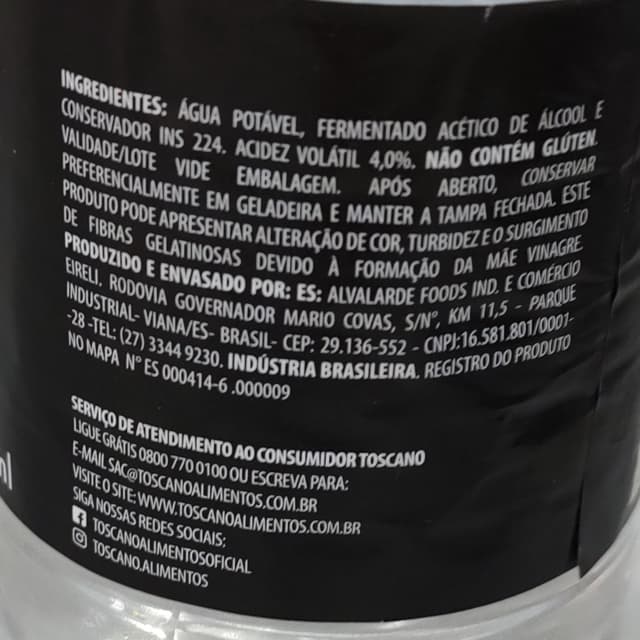 INGREDIENTES: ÁGUA POTÁVEL, FERMENTADO ACÉTICO DE ÁLCOOL E
CONSERVADOR INS 224. ACIDEZ VOLÁTIL 4,0%. NÃO CONTÉM GLÚTEN.
VALIDADE/LOTE VIDE EMBALAGEM. APÓS ABERTO, CONSERVAR
PREFERENCIALMENTE EM GELADEIRA E MANTER A TAMPA FECHADA. ESTE
PRODUTO PODE APRESENTAR ALTERAÇÃO DE COR, TURBIDEZ E O SURGIMENTO
DE FIBRAS GELATINOSAS DEVIDO À FORMAÇÃO DA MÃE VINAGRE.
PRODUZIDO E ENVASADO POR: ES: ALVALARDE FOODS IND. E COMÉRCIO
EIRELI. RODOVIA GOVERNADOR MARIO COVAS, S/N°, KM 11,5 - PARQUE
INDUSTRIAL- VIANA/ES- BRASIL- CEP: 29.136-552 - CNPJ:16.581.801/0001-
-28 -TEL: (27) 3344 9230. INDÚSTRIA BRASILEIRA. REGISTRO DO PRODUTO
NO MAPA N° ES 000414-6 .000009
SERVIÇO DE ATENDIMENTO AO CONSUMIDOR TOSCANO
LIGUE GRÁTIS 0800 770 0100 OU ESCREVA PARA:
E-MAIL SAC@TOSCANOALIMENTOS.COM.BR
VISITE O SITE: WWW.TOSCANOALIMENTOS.COM.BR
SIGA NOSSAS REDES SOCIAIS:
TOSCANOALIMENTOSOFICIAL
TOSCANO.ALIMENTOS
ml